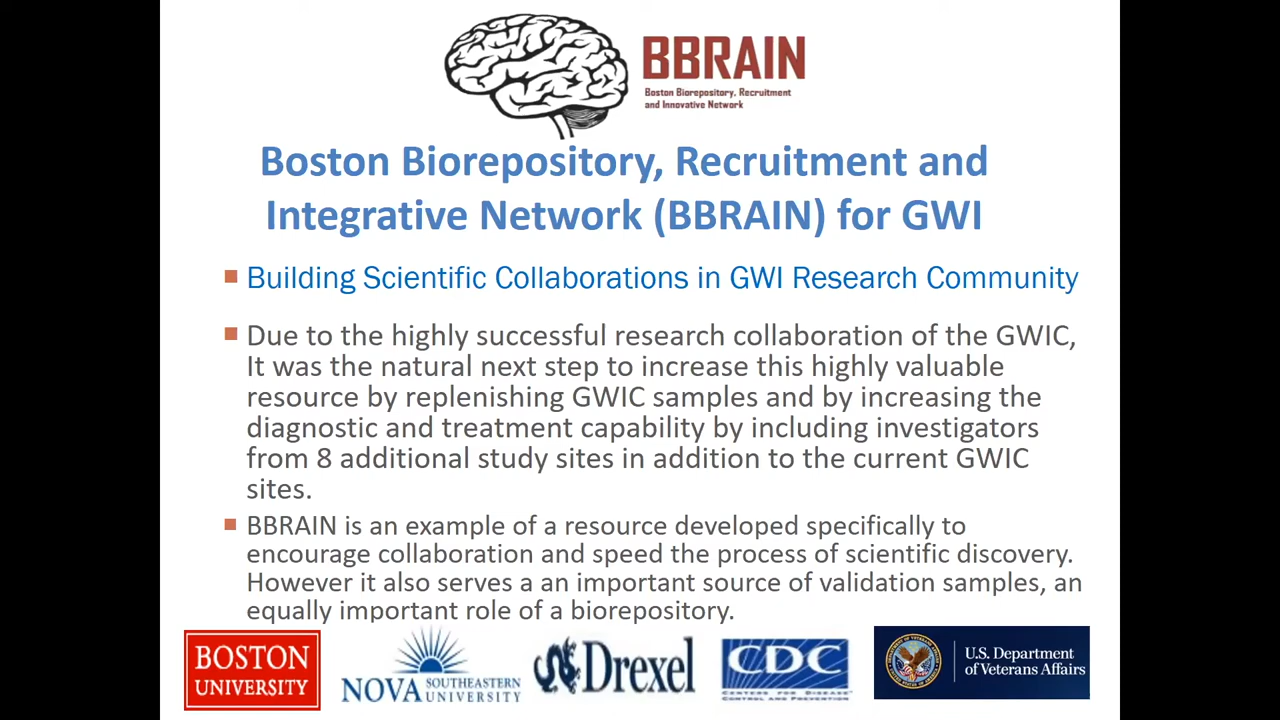 BBRAIN
Boston Biorepository, Recruitment
and Innovative Network
Boston Biorepository, Recruitment and
Integrative Network (BBRAIN) for GWI
Building Scientific Collaborations in GWI Research Community
Due to the highly successful research collaboration of the GWIC,
It was the natural next step to increase this highly valuable
resource by replenishing GWIC samples and by increasing the
diagnostic and treatment capability by including investigators
from 8 additional study sites in addition to the current GWIC
sites.
BBRAIN is an example of a resource developed specifically to
encourage collaboration and speed the process of scientific discovery.
However it also serves a an important source of validation samples, an
equally important role of a biorepository.
BOSTON
UNIVERSITY
NOVA SOUTHEASTERN
UNIVERSITY
Drexel
CDC
CENTERS FOR DISEASE
CONTROL AND PREVENTION
U.S. Department
of Veterans Affairs